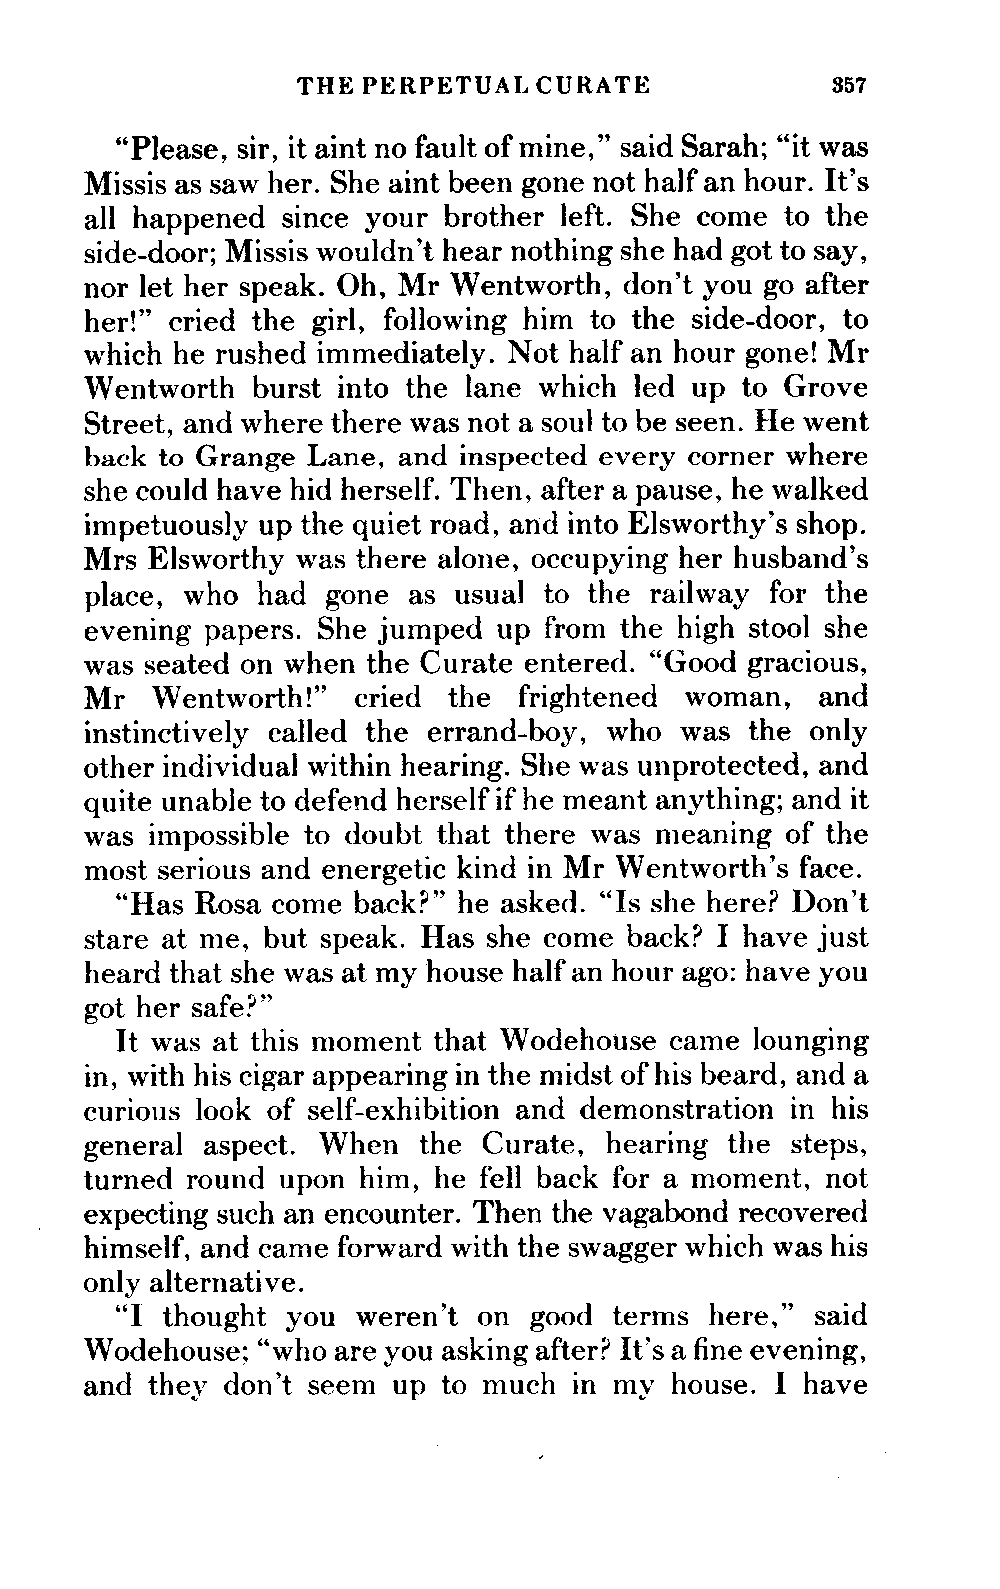 THE PERPETUAL CURATE 357
“Please, sir, it aint no fault of mine,” said Sarah; “it was
Missis as saw her. She aint been gone not half an hour. It’s
all happened since your brother left. She come to the
side-door; Missis wouldn’t hear nothing she had got to say,
nor let her speak. Oh, Mr Wentworth, don’t you go after
her!” cried the girl, following him to the side-door, to
which he rushed immediately. Not half an hour gone! Mr
Wentworth burst into the lane which led up to Grove
Street, and where there was not a soul to be seen. He went
back to Grange Lane, and inspected every corner where
she could have hid herself. Then, after a pause, he walked
impetuously up the quiet road, and into Elsworthy’s shop.
Mrs Elsworthy was there alone, occupying her husband’s
place, who had gone as usual to the railway for the
evening papers. She jumped up from the high stool she
was seated on when the Curate entered. “Good gracious,
Mr Wentworth!” cried the frightened woman, and
instinctively called the errand-boy, who was the only
other individual within hearing. She was unprotected, and
quite unable to defend herself if he meant anything; and it
was impossible to doubt that there was meaning of the
most serious and energetic kind in Mr Wentworth’s face.
“Has Rosa come back?” he asked. “Is she here? Don’t
stare at me, but speak. Has she come back? I have just
heard that she was at my house half an hour ago: have you
got her safe?”
It was at this moment that Wodehouse came lounging
in, with his cigar appearing in the midst of his beard, and a
curious look of self-exhibition and demonstration in his
general aspect. When the Curate, hearing the steps,
turned round upon him, he fell back for a moment, not
expecting such an encounter. Then the vagabond recovered
himself, and came forward with the swagger which was his
only alternative.
“I thought you weren’t on good terms here,” said
Wodehouse; “who are you asking after? It’s a fine evening,
and they don’t seem up to much in my house. I have